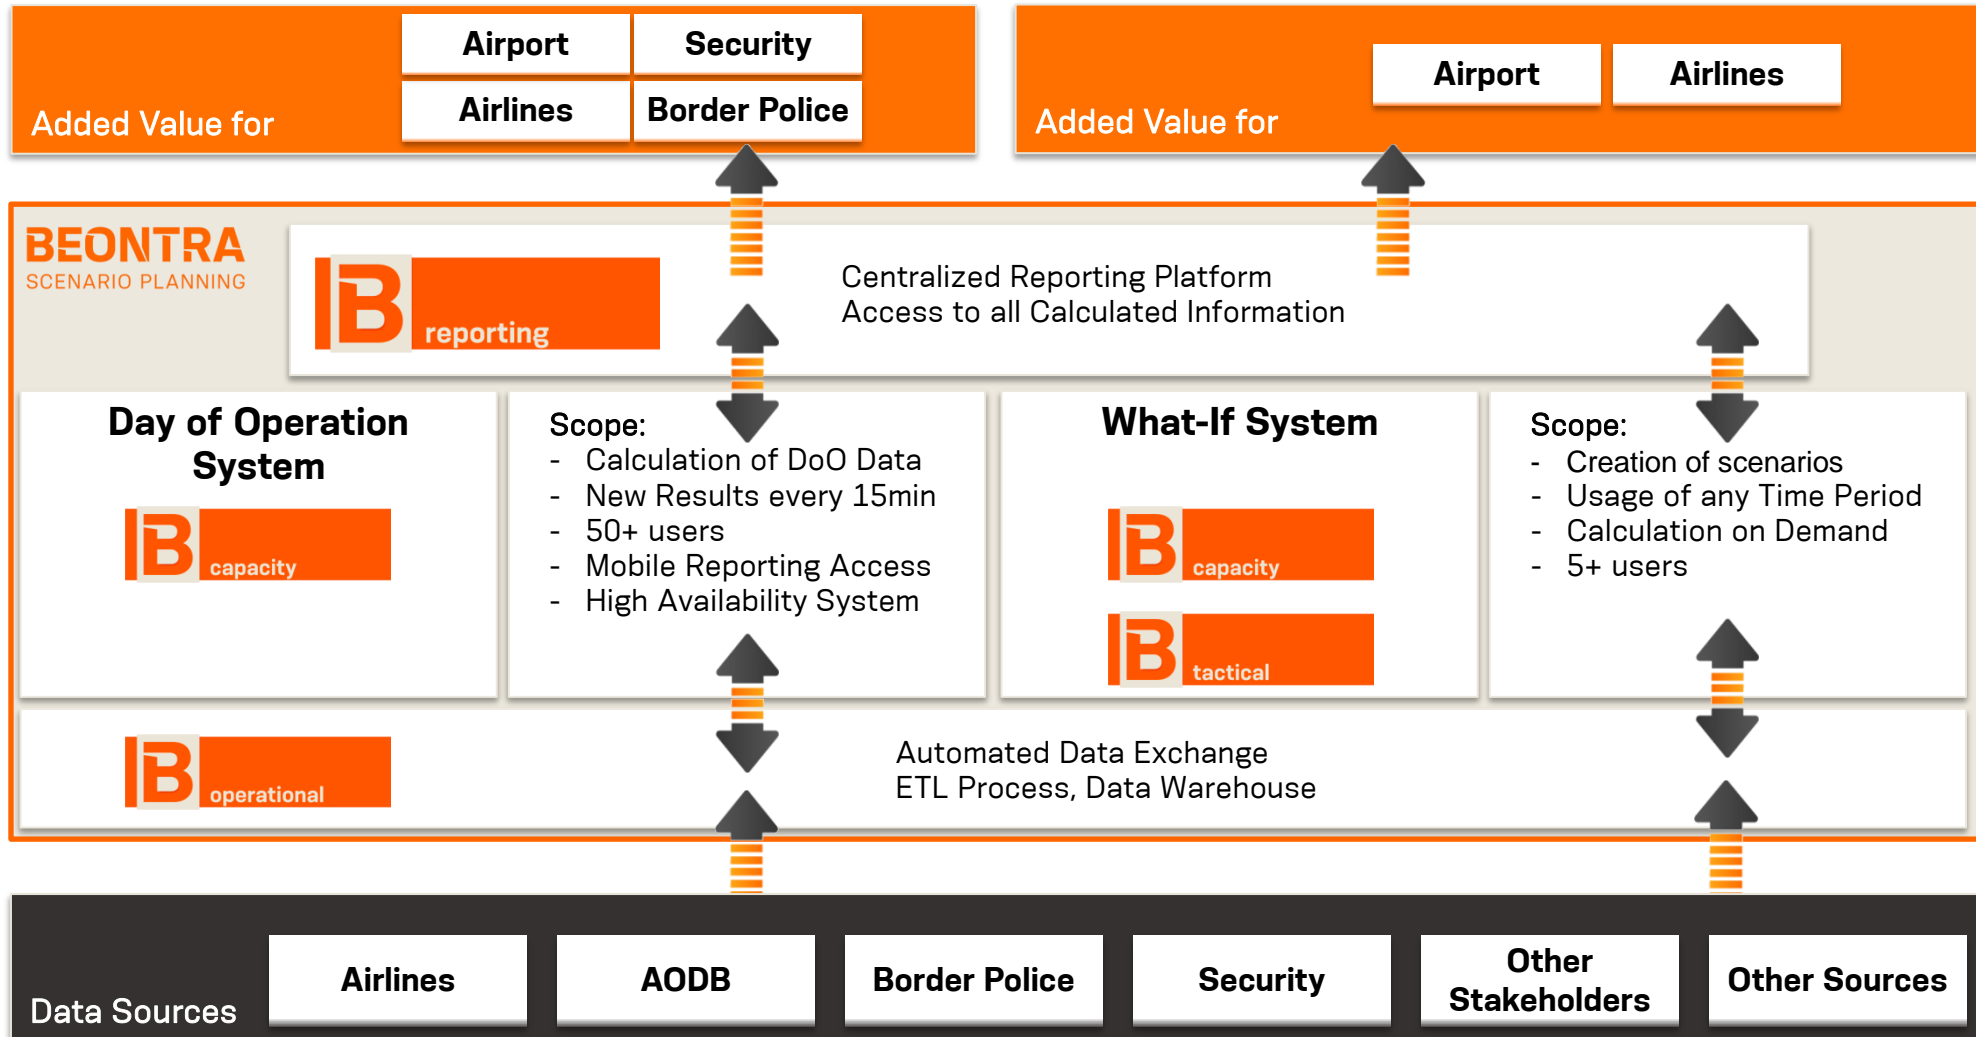 Airport
Security
Airlines
Border Police
Added Value for
Airport
Airlines
Added Value for
BEONTRA
SCENARIO PLANNING
B reporting
Centralized Reporting Platform
Access to all Calculated Information
Day of Operation
System
B capacity
Scope:
- Calculation of DoO Data
- New Results every 15min
- 50+ users
- Mobile Reporting Access
- High Availability System
What-If System
B capacity
B tactical
Scope:
- Creation of scenarios
- Usage of any Time Period
- Calculation on Demand
- 5+ users
B operational
Automated Data Exchange
ETL Process, Data Warehouse
Data Sources
Airlines
AODB
Border Police
Security
Other
Stakeholders
Other Sources